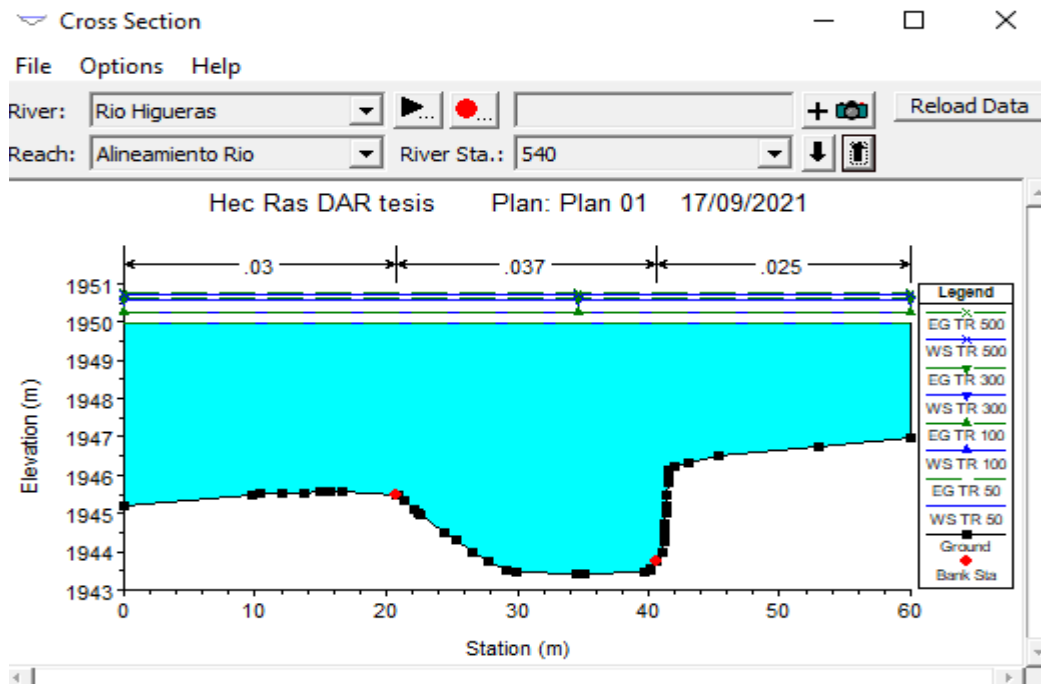 Cross Section
File Options Help
River: Rio Higueras Reload Data
Reach: Alineamiento Rio River Sta.: 540
Hec Ras DAR tesis Plan: Plan 01 17/09/2021
.03 .037 .025
Elevation (m)
1951
1950
1949
1948
1947
1946
1945
1944
1943
0 10 20 30 40 50 60
Station (m)
Legend
EG TR 500
WS TR 500
EG TR 300
WS TR 300
EG TR 100
WS TR 100
EG TR 50
WS TR 50
Ground
Bank Sta